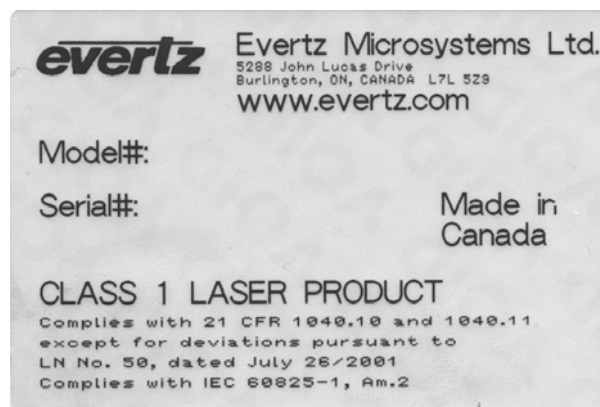 evertz
Evertz Microsystems Ltd.
5288 John Lucas Drive
Burlington, ON, CANADA L7L 5Z9
www.evertz.com
Model#:
Serial#:
Made in
Canada
CLASS 1 LASER PRODUCT
Complies with 21 CFR 1040.10 and 1040.11
except for deviations pursuant to
LN No. 50, dated July 26/2001
Complies with IEC 60825-1, Am.2